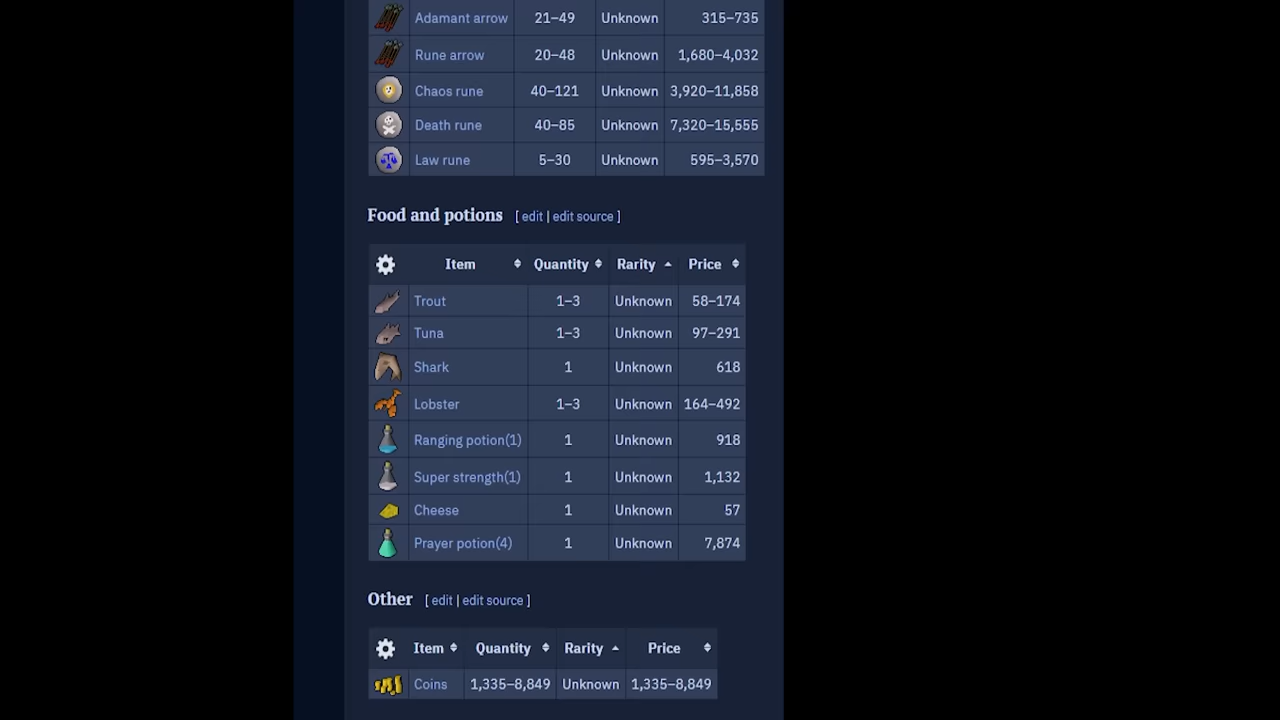 Adamant arrow 21–49 Unknown 315–735
Rune arrow 20–48 Unknown 1,680–4,032
Chaos rune 40–121 Unknown 3,920–11,858
Death rune 40–85 Unknown 7,320–15,555
Law rune 5–30 Unknown 595–3,570
Food and potions [ edit | edit source ]
Item Quantity Rarity Price
Trout 1–3 Unknown 58–174
Tuna 1–3 Unknown 97–291
Shark 1 Unknown 618
Lobster 1–3 Unknown 164–492
Ranging potion(1) 1 Unknown 918
Super strength(1) 1 Unknown 1,132
Cheese 1 Unknown 57
Prayer potion(4) 1 Unknown 7,874
Other [ edit | edit source ]
Item Quantity Rarity Price
Coins 1,335–8,849 Unknown 1,335–8,849